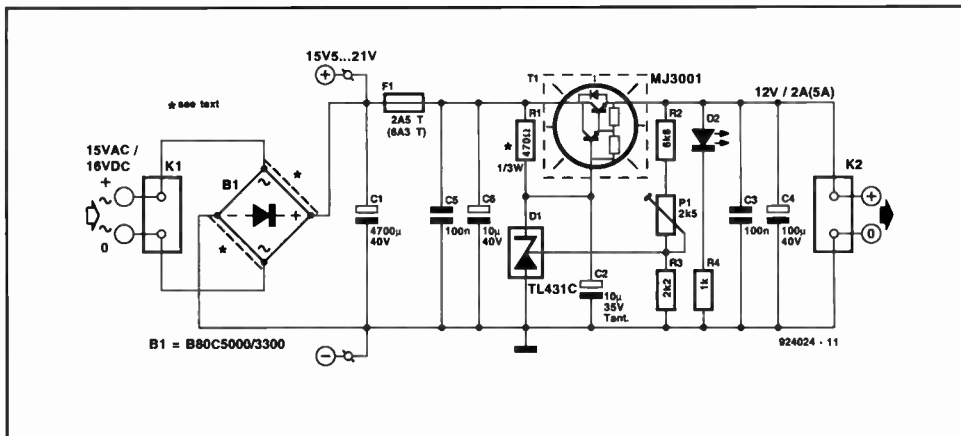 15V5...21V
+
* see text
15VAC /
16VDC
K1
+
~
~
0
B1
~
*
−
+
*
~
B1 = B80C5000/3300
−
F1
2A5 T
(6A3 T)
C1
4700µ
40V
C5
100n
C6
10µ
40V
R1
470Ω
*
1/3W
T1
MJ3001
D1
TL431C
C2
10µ
35V
Tant.
R2
6k8
P1
2k5
R3
2k2
D2
R4
1k
12V / 2A(5A)
C3
100n
C4
100µ
40V
K2
+
0
924024 - 11